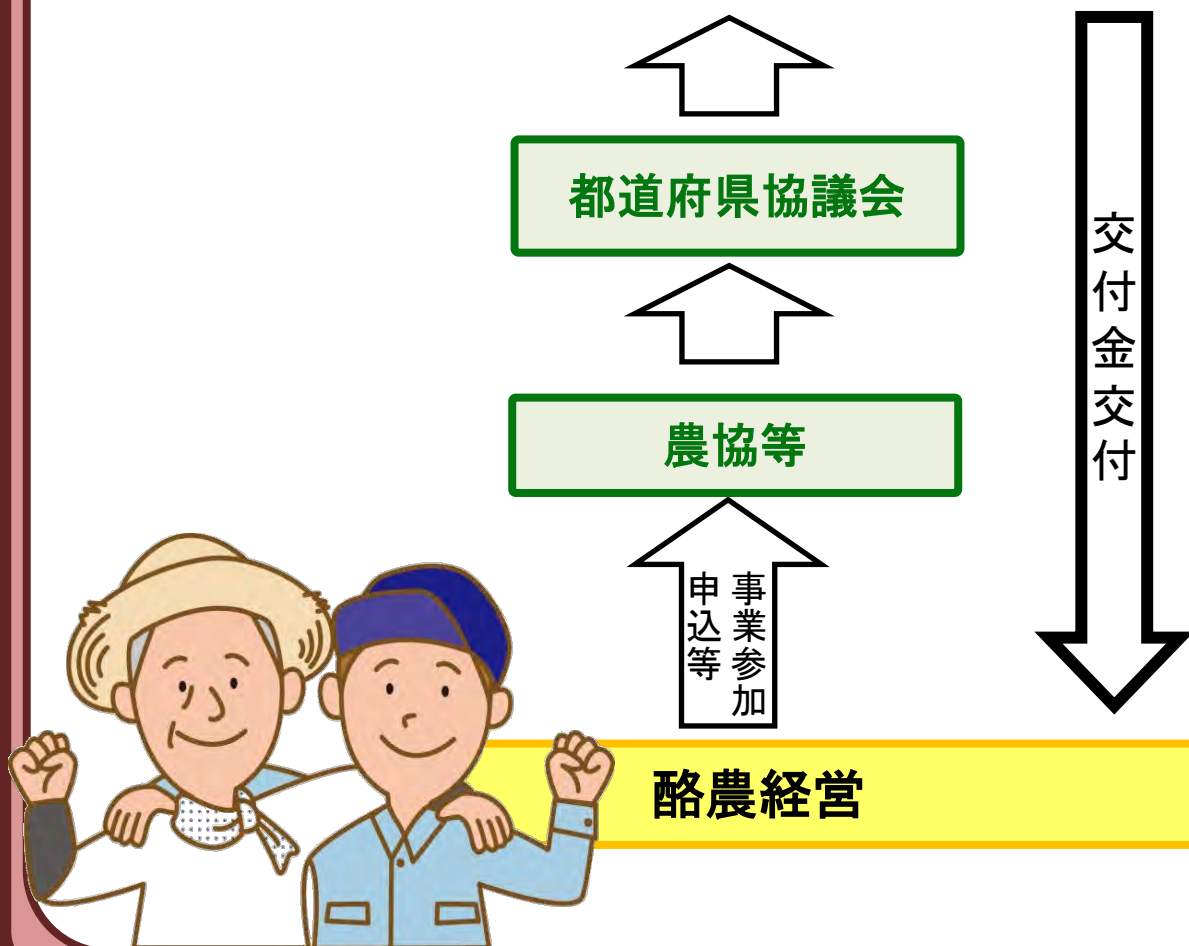 都道府県協議会
交付金交付
農協等
事業参加
申込等
酪農経営